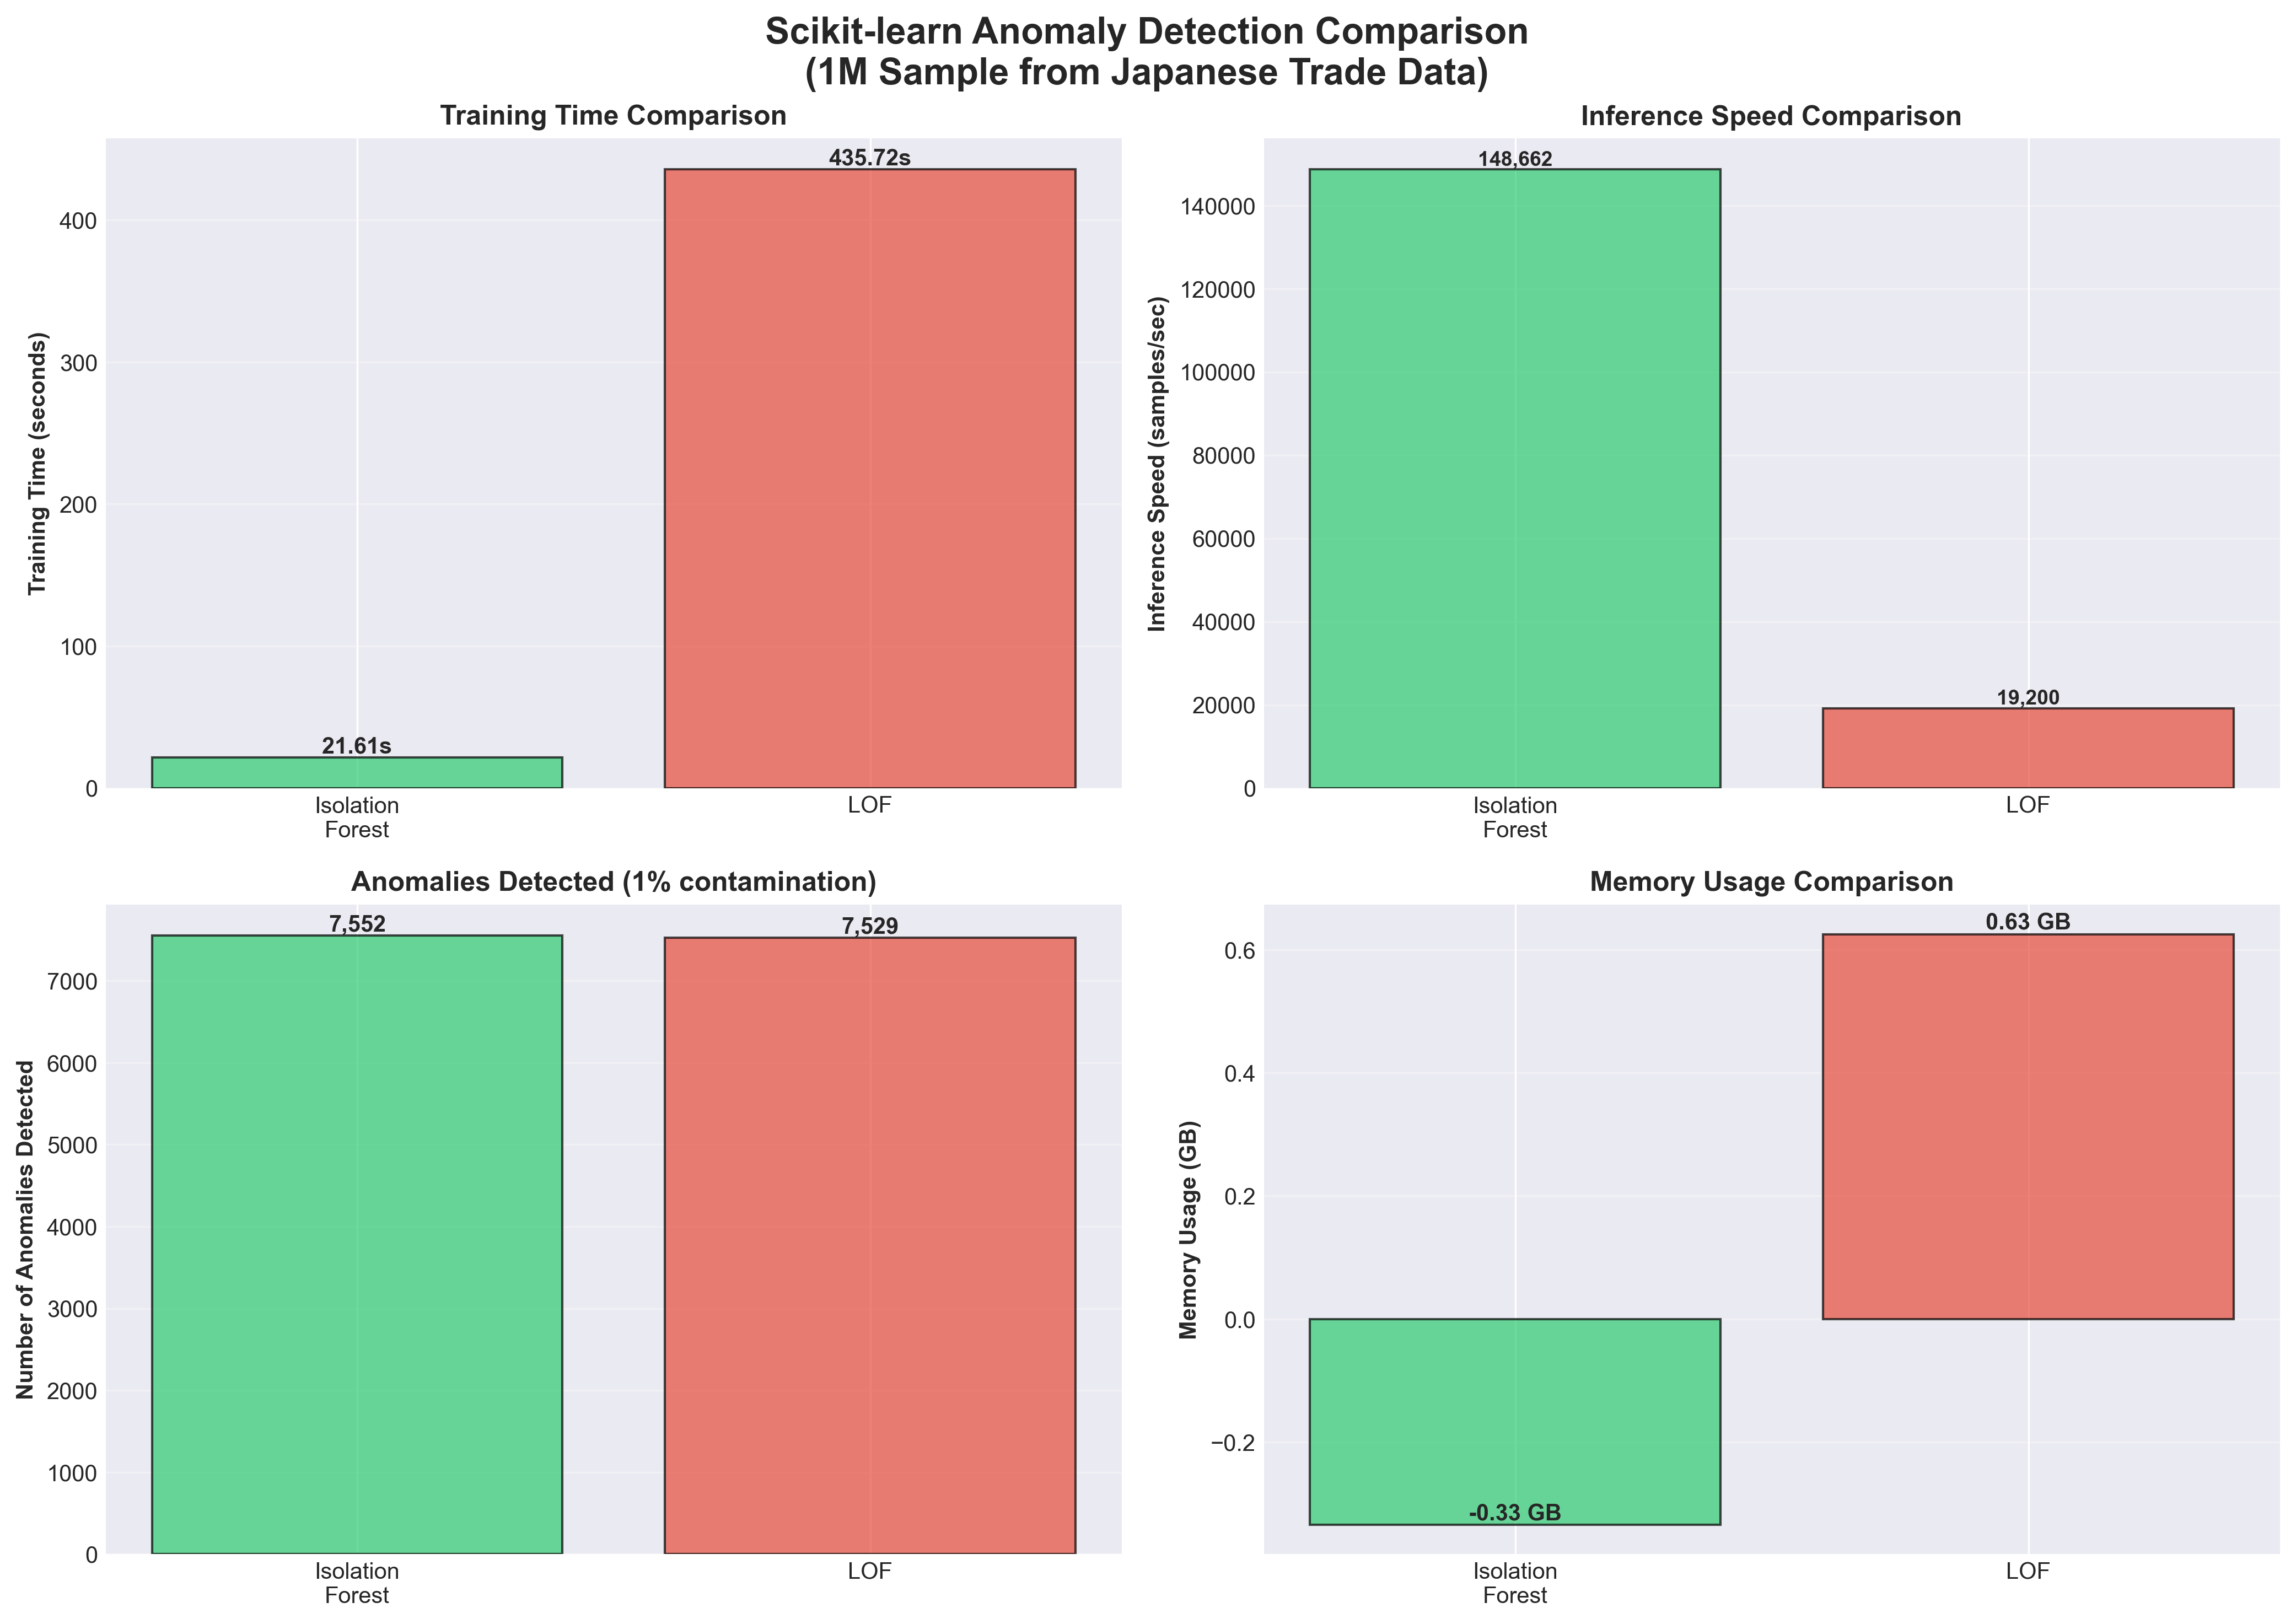 Scikit-learn Anomaly Detection Comparison
(1M Sample from Japanese Trade Data)
Training Time Comparison
Training Time (seconds)
400
300
200
100
0
21.61s
435.72s
Isolation
Forest
LOF
Inference Speed Comparison
Inference Speed (samples/sec)
140000
120000
100000
80000
60000
40000
20000
0
148,662
19,200
Isolation
Forest
LOF
Anomalies Detected (1% contamination)
Number of Anomalies Detected
7000
6000
5000
4000
3000
2000
1000
0
7,552
7,529
Isolation
Forest
LOF
Memory Usage Comparison
Memory Usage (GB)
0.6
0.4
0.2
0.0
−0.2
-0.33 GB
0.63 GB
Isolation
Forest
LOF